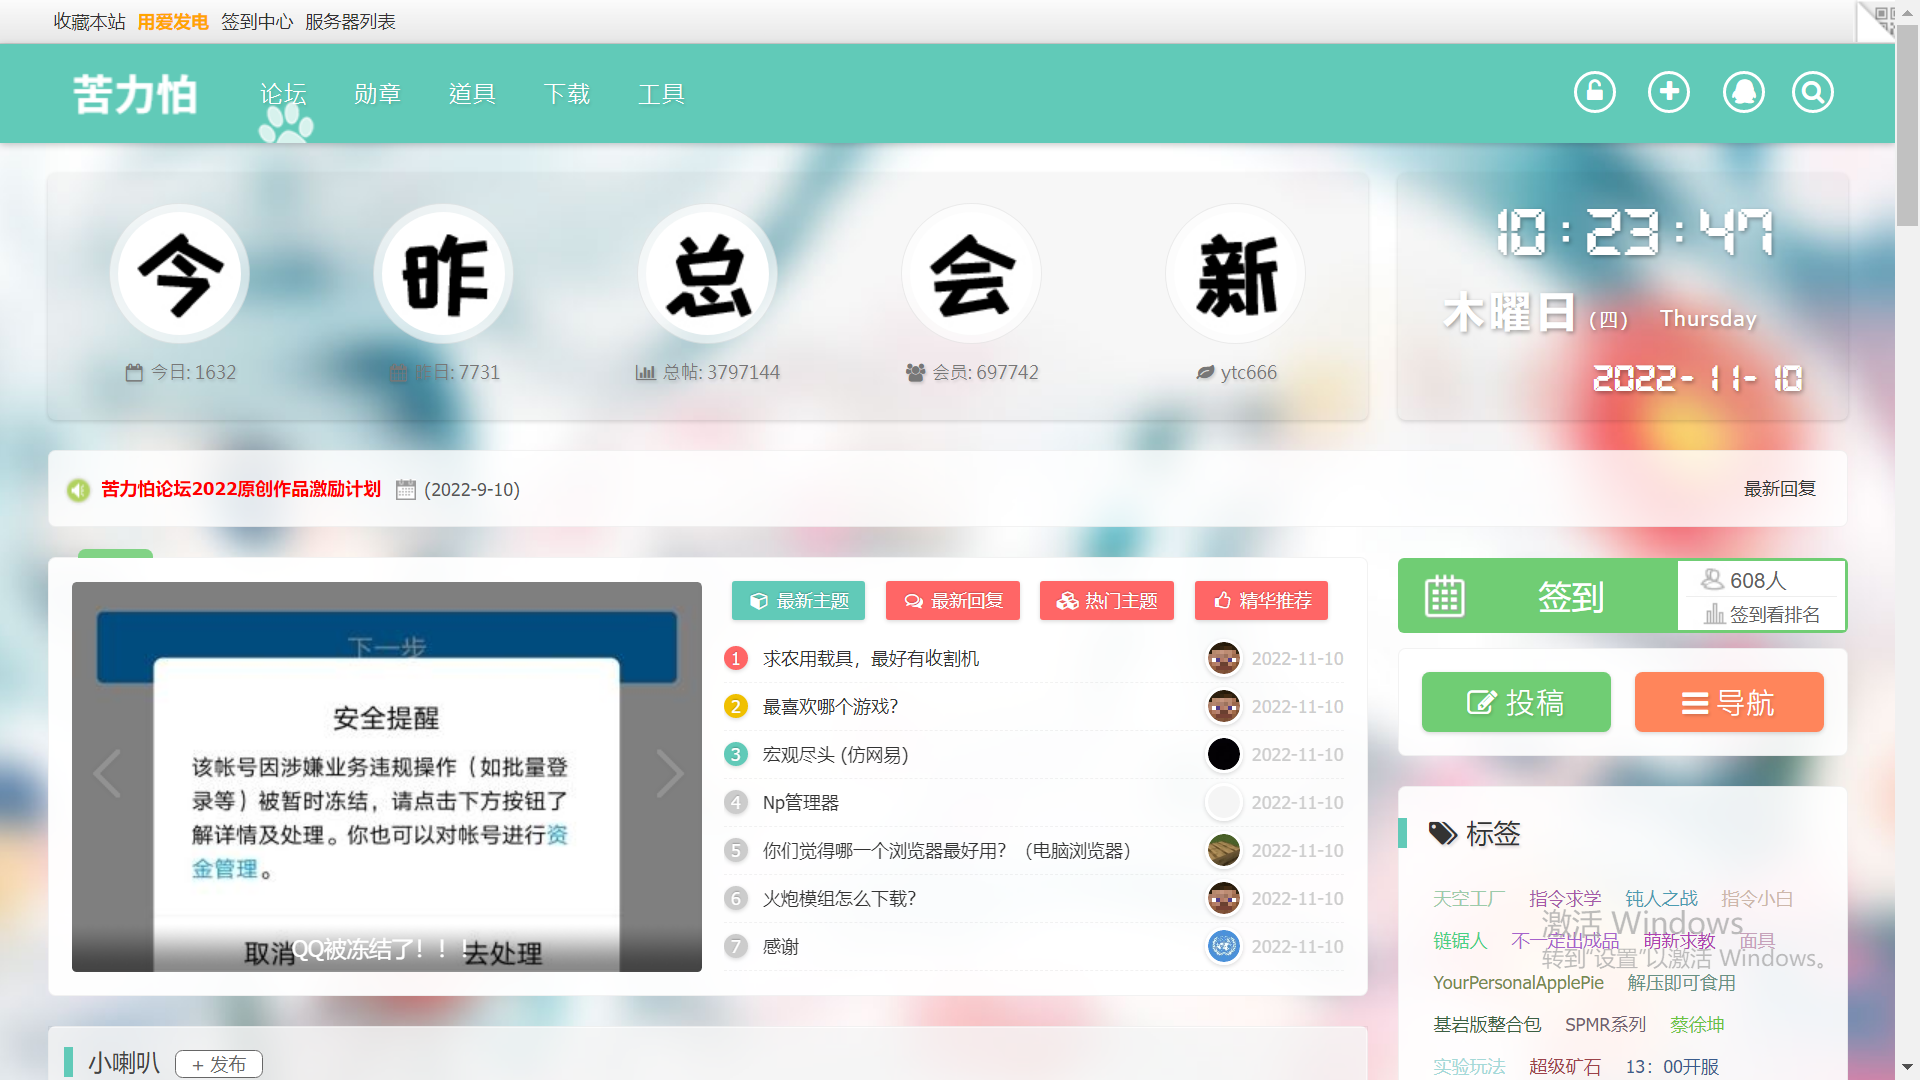 收藏本站 用爱发电 签到中心 服务器列表
苦力怕 论坛 勋章 道具 下载 工具
今 昨 总 会 新
今日: 1632 昨日: 7731 总帖: 3797144 会员: 697742 ytc666
10:23:47
木曜日 (四) Thursday
2022-11-10
苦力怕论坛2022原创作品激励计划 (2022-9-10) 最新回复
下一步
安全提醒
该帐号因涉嫌业务违规操作（如批量登
录等）被暂时冻结，请点击下方按钮了
解详情及处理。你也可以对帐号进行资
金管理。
取消 去处理
QQ被冻结了！！！
最新主题 最新回复 热门主题 精华推荐
1 求农用载具，最好有收割机 2022-11-10
2 最喜欢哪个游戏? 2022-11-10
3 宏观尽头 (仿网易) 2022-11-10
4 Np管理器 2022-11-10
5 你们觉得哪一个浏览器最好用？（电脑浏览器） 2022-11-10
6 火炮模组怎么下载? 2022-11-10
7 感谢 2022-11-10
签到 608人
签到看排名
投稿 导航
标签
天空工厂 指令求学 钝人之战 指令小白
链锯人 不一定出成品 萌新求教 面具
YourPersonalApplePie 解压即可食用
基岩版整合包 SPMR系列 蔡徐坤
实验玩法 超级矿石 13：00开服
激活 Windows
转到“设置”以激活 Windows。
小喇叭 + 发布